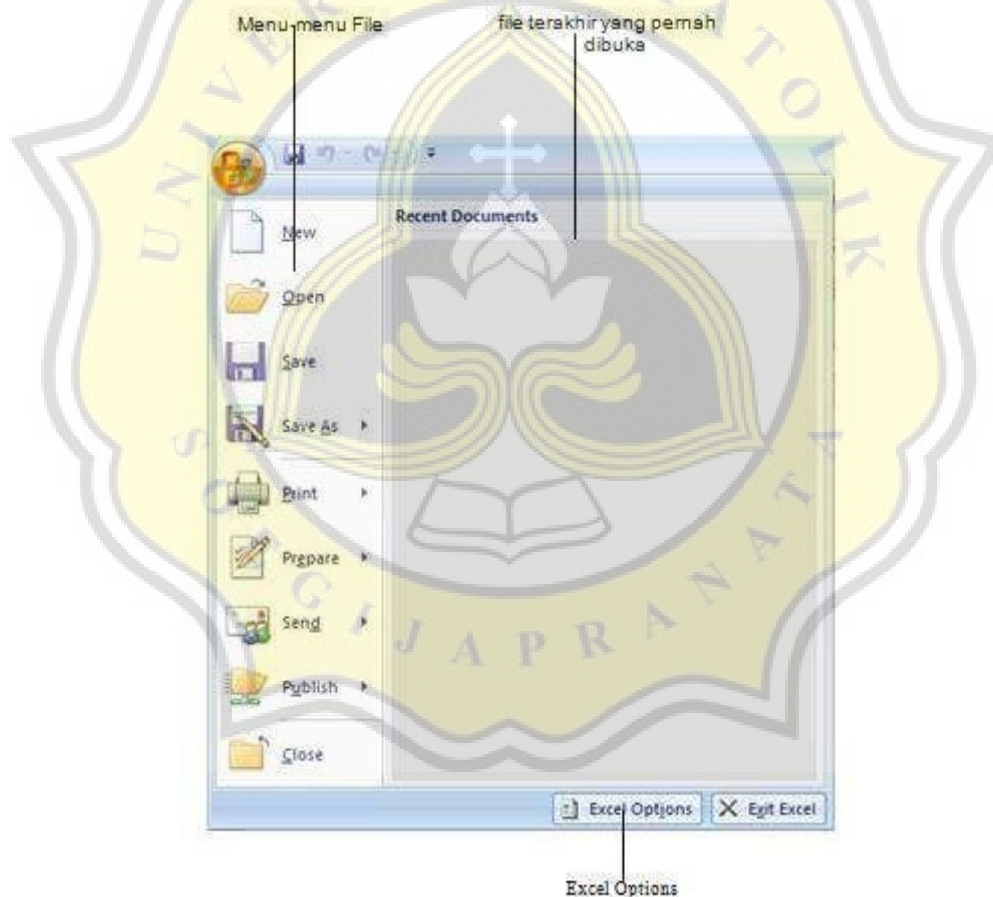 Menu-menu File
file terakhir yang pernah
dibuka
Recent Documents
New
Open
Save
Save As
Print
Prepare
Send
Publish
Close
Excel Options
Exit Excel
Excel Options
SOEGIJAPRANATA